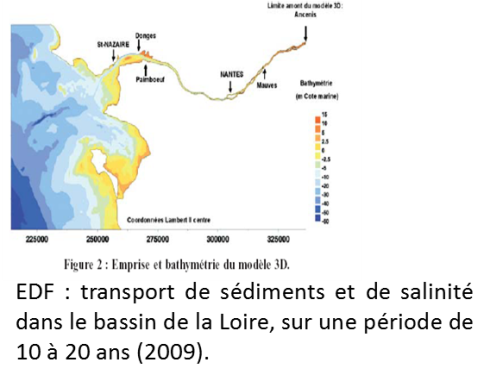 Limite amont du modèle 3D:
Ancenis
Donges
St-NAZAIRE
Paimboeuf
NANTES
Mauves
Bathymétrie
(m Cote marine)
15
10
5
2.5
0
-2.5
-5
-10
-20
-30
-40
-50
-60
Coordonnées Lambert II centre
225000 250000 275000 300000 325000
Figure 2 : Emprise et bathymétrie du modèle 3D.
EDF : transport de sédiments et de salinité
dans le bassin de la Loire, sur une période de
10 à 20 ans (2009).